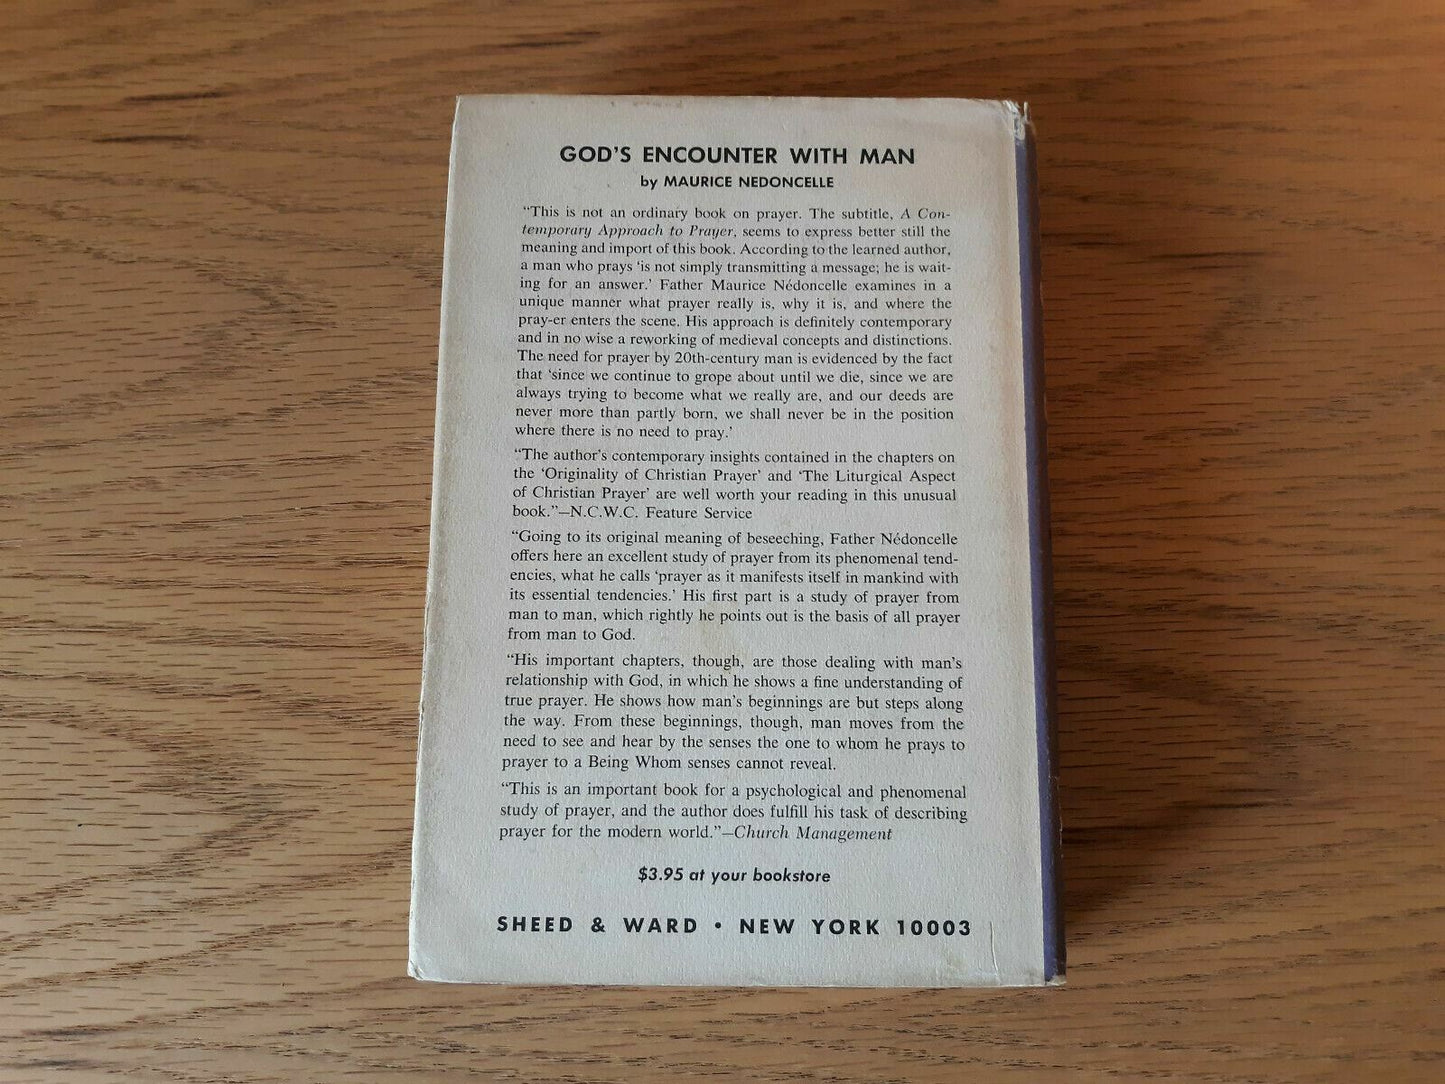 GOD'S ENCOUNTER WITH MAN
by MAURICE NEDONCELLE
“This is not an ordinary book on prayer. The subtitle, A Con-
temporary Approach to Prayer, seems to express better still the
meaning and import of this book. According to the learned author,
a man who prays ‘is not simply transmitting a message; he is wait-
ing for an answer.’ Father Maurice Nédoncelle examines in a
unique manner what prayer really is, why it is, and where the
pray-er enters the scene. His approach is definitely contemporary
and in no wise a reworking of medieval concepts and distinctions.
The need for prayer by 20th-century man is evidenced by the fact
that ‘since we continue to grope about until we die, since we are
always trying to become what we really are, and our deeds are
never more than partly born, we shall never be in the position
where there is no need to pray.’
“The author's contemporary insights contained in the chapters on
the ‘Originality of Christian Prayer’ and ‘The Liturgical Aspect
of Christian Prayer’ are well worth your reading in this unusual
book.”—N.C.W.C. Feature Service
“Going to its original meaning of beseeching, Father Nédoncelle
offers here an excellent study of prayer from its phenomenal tend-
encies, what he calls ‘prayer as it manifests itself in mankind with
its essential tendencies.’ His first part is a study of prayer from
man to man, which rightly he points out is the basis of all prayer
from man to God.
“His important chapters, though, are those dealing with man's
relationship with God, in which he shows a fine understanding of
true prayer. He shows how man's beginnings are but steps along
the way. From these beginnings, though, man moves from the
need to see and hear by the senses the one to whom he prays to
prayer to a Being Whom senses cannot reveal.
“This is an important book for a psychological and phenomenal
study of prayer, and the author does fulfill his task of describing
prayer for the modern world.”—Church Management
$3.95 at your bookstore
SHEED & WARD • NEW YORK 10003